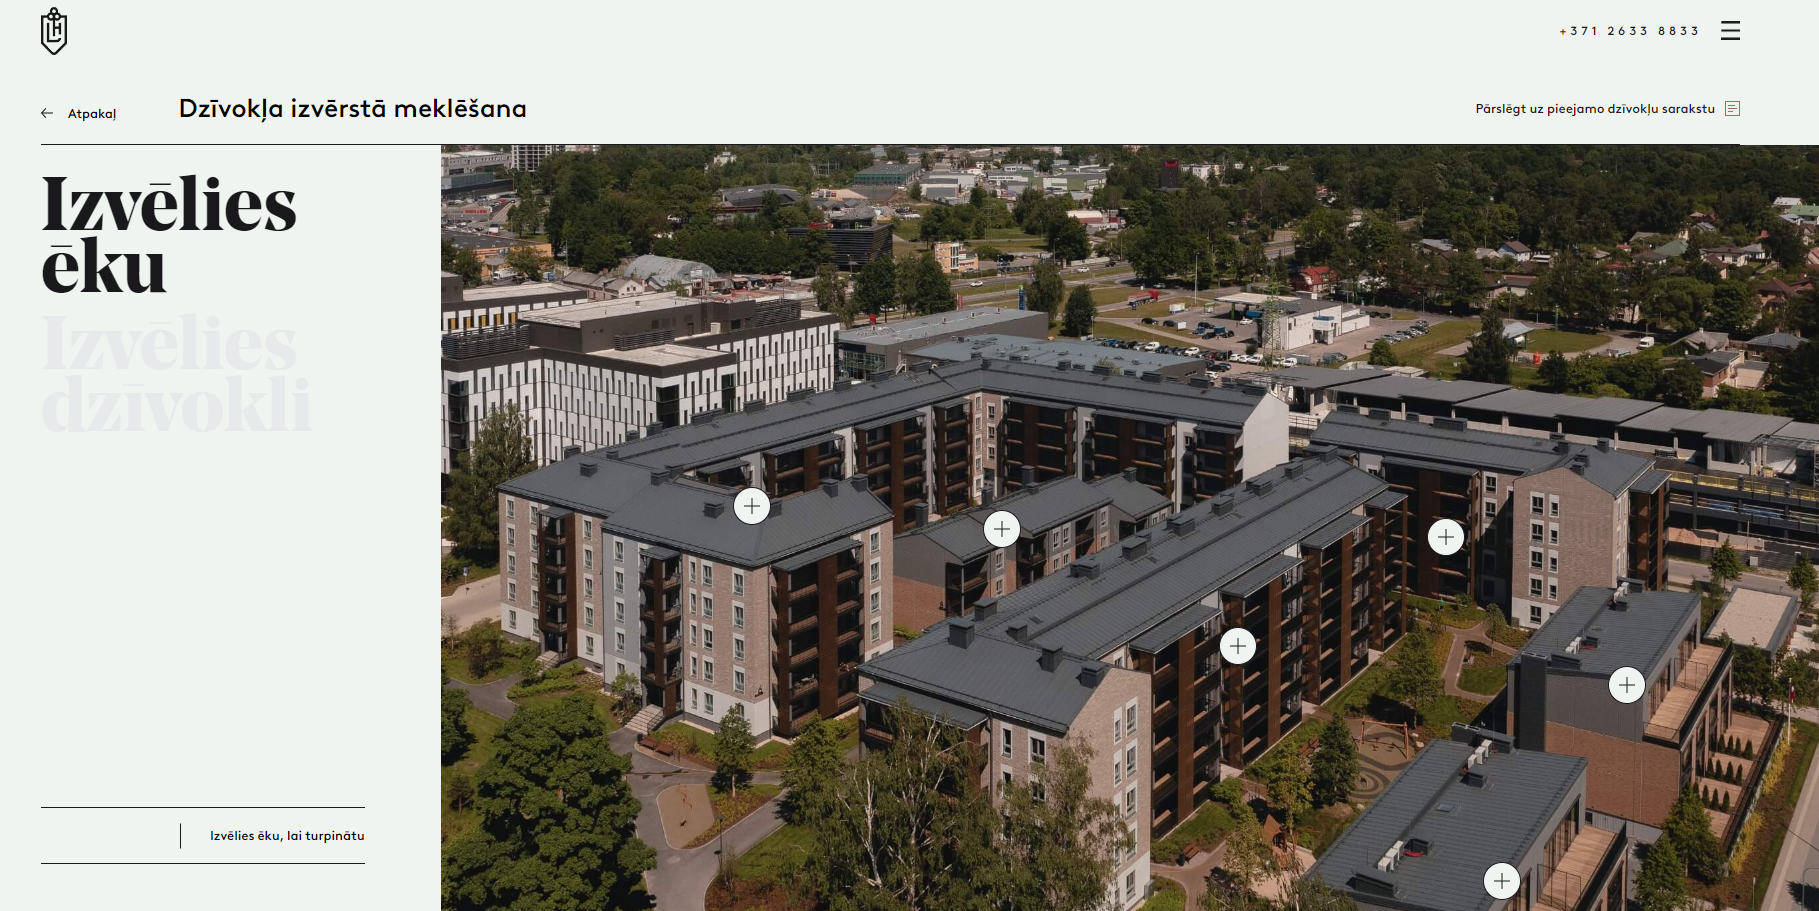 +371 2633 8833
Atpakaļ
Dzīvokļa izvērstā meklēšana
Pārslēgt uz pieejamo dzīvokļu sarakstu
Izvēlies
ēku
Izvēlies
dzīvokli
Izvēlies ēku, lai turpinātu